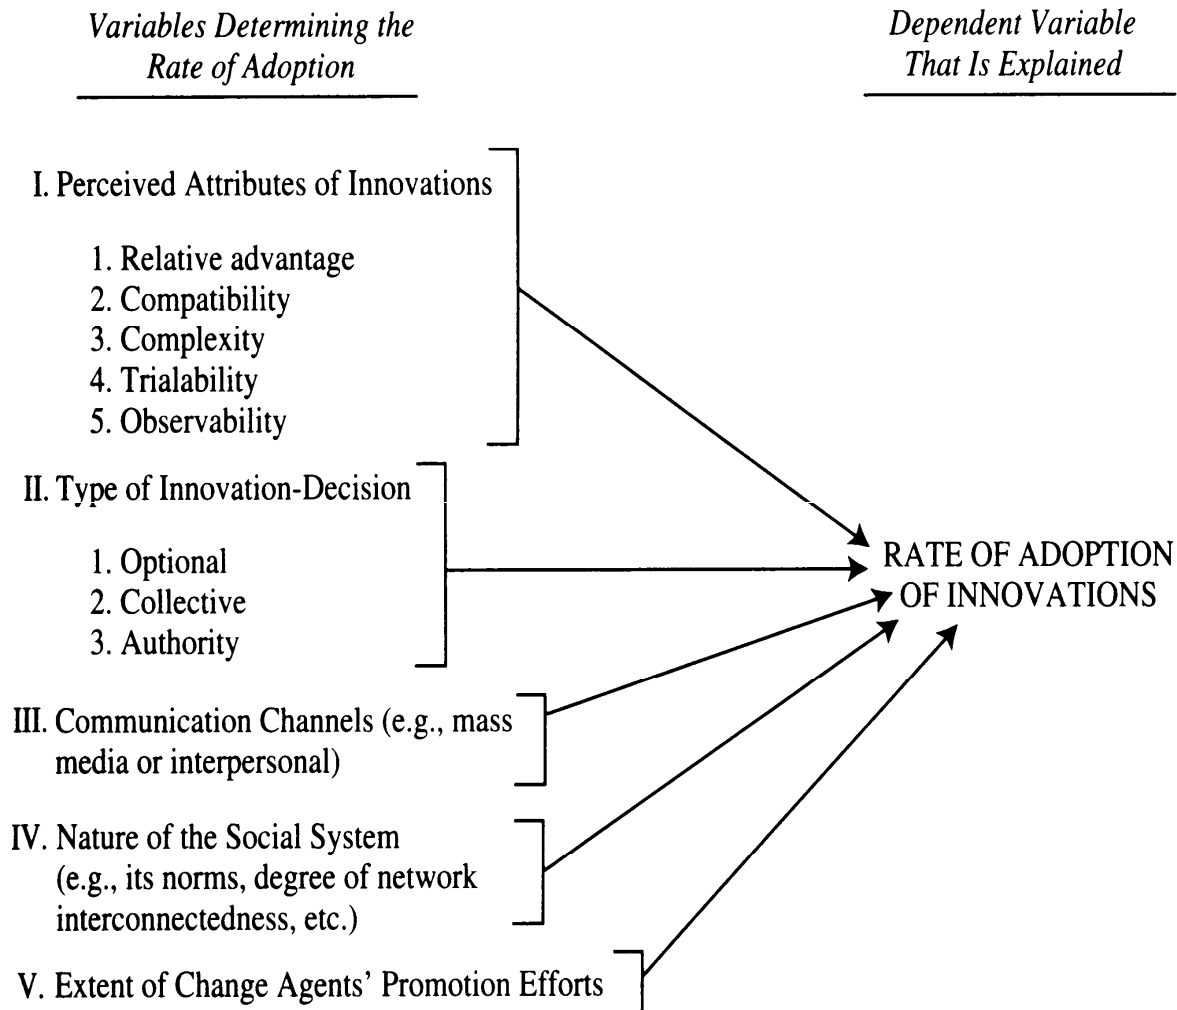 Variables Determining the
Rate of Adoption
Dependent Variable
That Is Explained
I. Perceived Attributes of Innovations
1. Relative advantage
2. Compatibility
3. Complexity
4. Trialability
5. Observability
II. Type of Innovation-Decision
1. Optional
2. Collective
3. Authority
III. Communication Channels (e.g., mass
media or interpersonal)
IV. Nature of the Social System
(e.g., its norms, degree of network
interconnectedness, etc.)
V. Extent of Change Agents' Promotion Efforts
RATE OF ADOPTION
OF INNOVATIONS